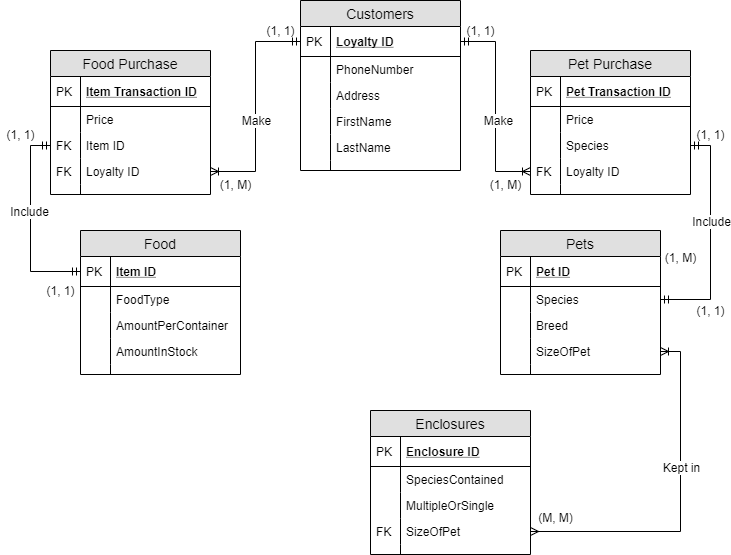 Customers
PK Loyalty ID
PhoneNumber
Address
FirstName
LastName
(1, 1)
(1, 1)
Food Purchase
PK Item Transaction ID
Price
FK Item ID
FK Loyalty ID
Make
(1, M)
(1, 1)
Include
(1, 1)
Pet Purchase
PK Pet Transaction ID
Price
Species
FK Loyalty ID
Make
(1, M)
(1, 1)
Include
(1, 1)
Food
PK Item ID
FoodType
AmountPerContainer
AmountInStock
Pets
PK Pet ID
Species
Breed
SizeOfPet
(1, M)
Kept in
(M, M)
Enclosures
PK Enclosure ID
SpeciesContained
MultipleOrSingle
FK SizeOfPet